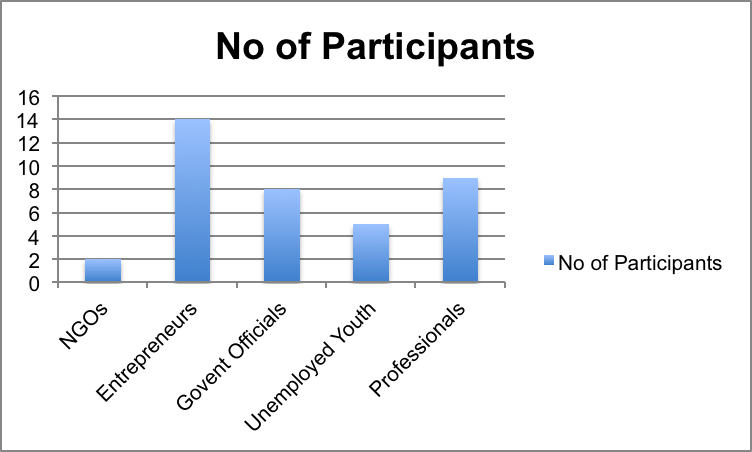 No of Participants
16
14
12
10
8
6
4
2
0
NGOs
Entrepreneurs
Govent Officials
Unemployed Youth
Professionals
No of Participants